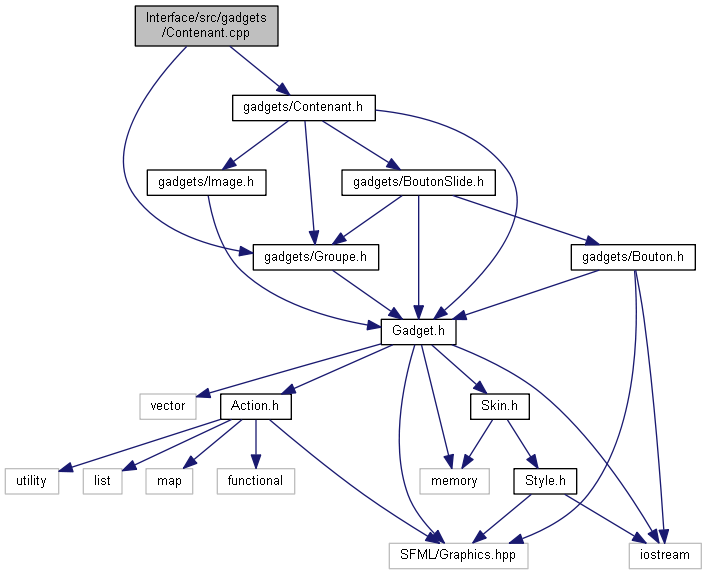 Interface/src/gadgets
/Contenant.cpp
gadgets/Contenant.h
gadgets/Image.h
gadgets/BoutonSlide.h
gadgets/Groupe.h
gadgets/Bouton.h
Gadget.h
vector
Action.h
Skin.h
utility
list
map
functional
memory
Style.h
SFML/Graphics.hpp
iostream